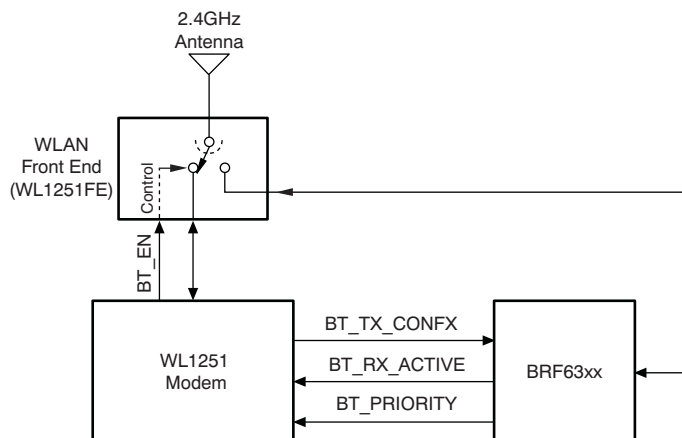 2.4GHz
Antenna
WLAN
Front End
(WL1251FE)
Control
BT_EN
WL1251
Modem
BT_TX_CONFX
BT_RX_ACTIVE
BT_PRIORITY
BRF63xx